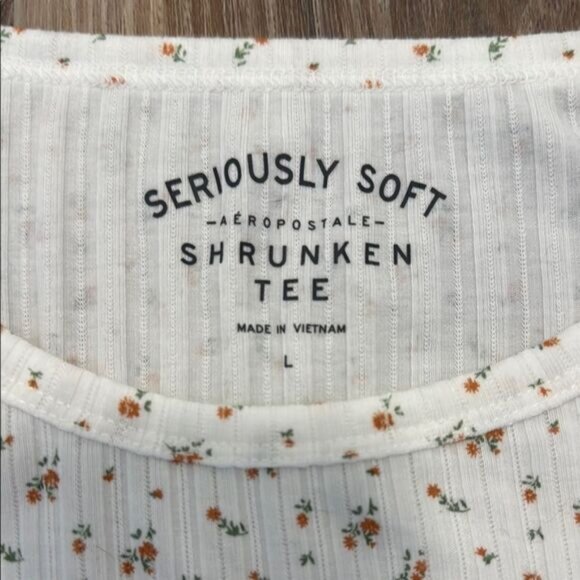 SERIOUSLY SOFT
-AÉROPOSTALE-
SHRUNKEN
TEE
MADE IN VIETNAM
L